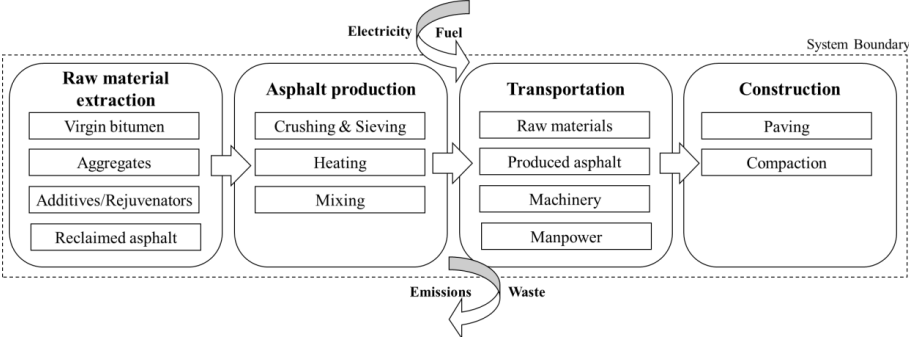 Electricity
Fuel
System Boundary
Raw material
extraction
Virgin bitumen
Aggregates
Additives/Rejuvenators
Reclaimed asphalt
Asphalt production
Crushing & Sieving
Heating
Mixing
Transportation
Raw materials
Produced asphalt
Machinery
Manpower
Construction
Paving
Compaction
Emissions
Waste